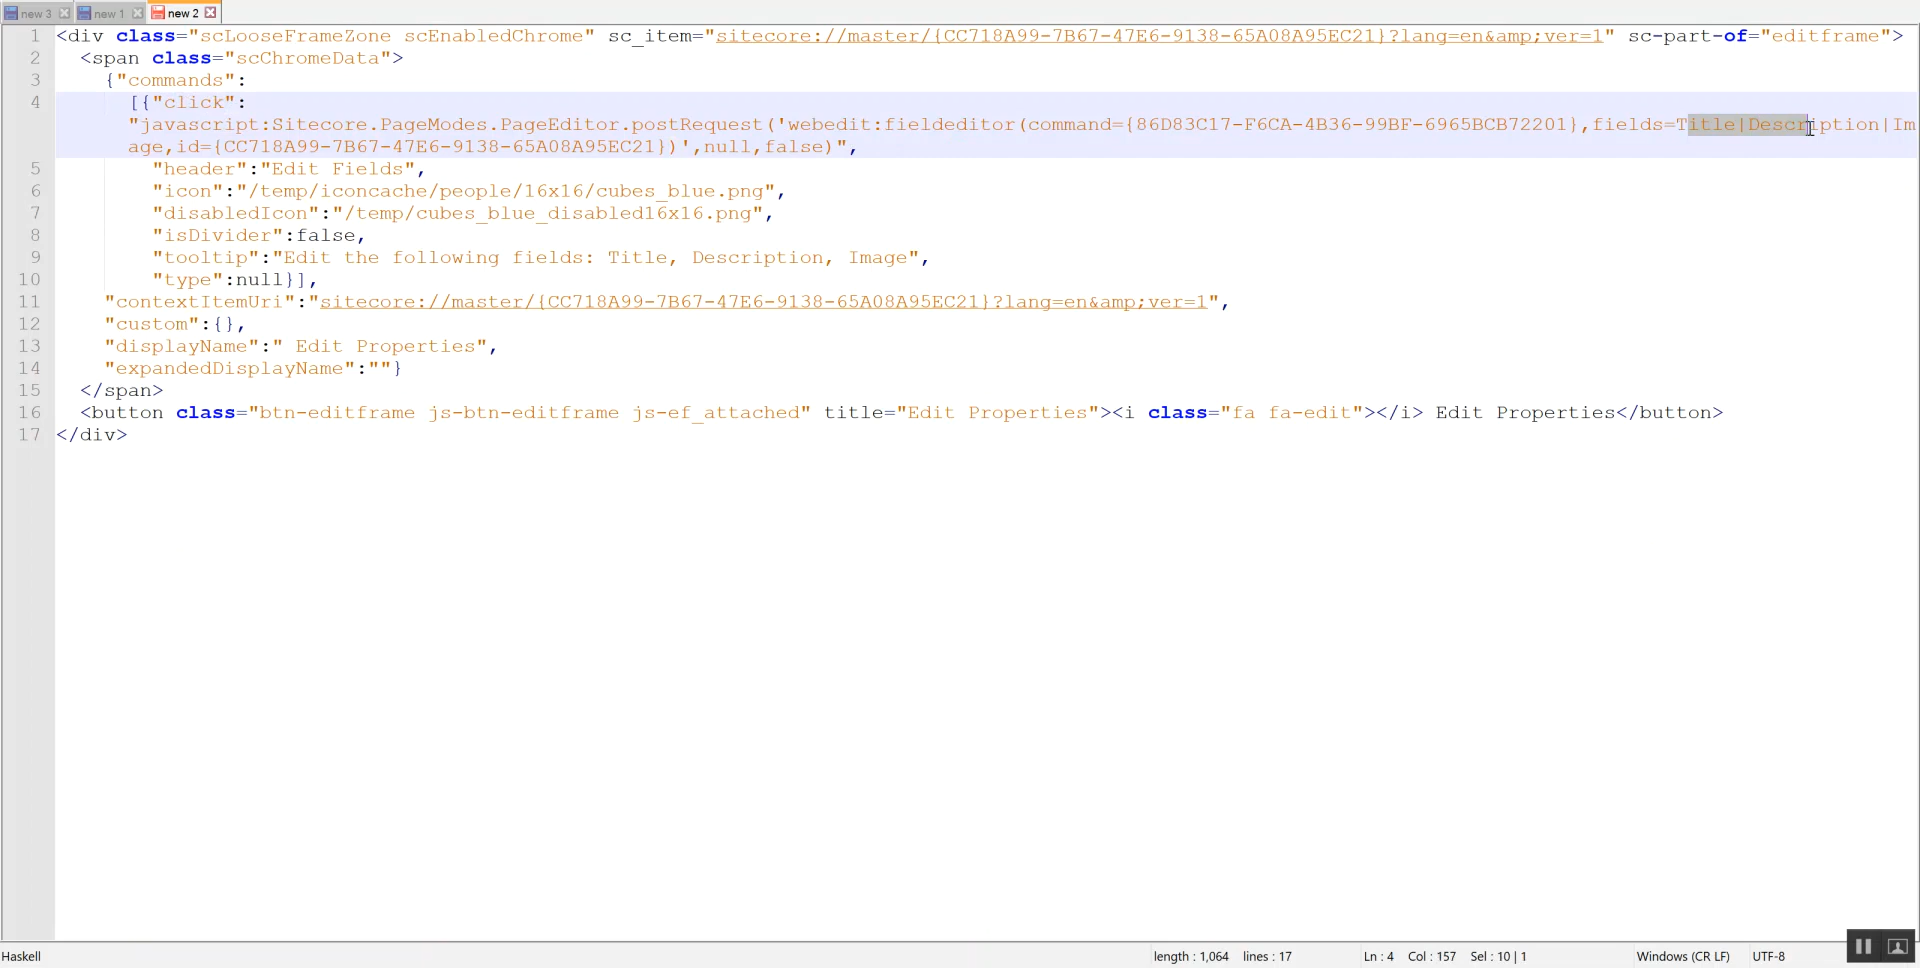 new 3 new 1 new 2
1 <div class="scLooseFrameZone scEnabledChrome" sc_item="sitecore://master/{CC718A99-7B67-47E6-9138-65A08A95EC21}?lang=en&amp;ver=1" sc-part-of="editframe">
2 <span class="scChromeData">
3 {"commands":
4 [{"click":
"javascript:Sitecore.PageModes.PageEditor.postRequest('webedit:fieldeditor(command={86D83C17-F6CA-4B36-99BF-6965BCB72201},fields=Title|Description|Im
age,id={CC718A99-7B67-47E6-9138-65A08A95EC21})',null,false)",
5 "header":"Edit Fields",
6 "icon":"/temp/iconcache/people/16x16/cubes_blue.png",
7 "disabledIcon":"/temp/cubes_blue_disabled16x16.png",
8 "isDivider":false,
9 "tooltip":"Edit the following fields: Title, Description, Image",
10 "type":null}],
11 "contextItemUri":"sitecore://master/{CC718A99-7B67-47E6-9138-65A08A95EC21}?lang=en&amp;ver=1",
12 "custom":{},
13 "displayName":" Edit Properties",
14 "expandedDisplayName":""}
15 </span>
16 <button class="btn-editframe js-btn-editframe js-ef_attached" title="Edit Properties"><i class="fa fa-edit"></i> Edit Properties</button>
17 </div>
Haskell length : 1,064 lines : 17 Ln : 4 Col : 157 Sel : 10 | 1 Windows (CR LF) UTF-8